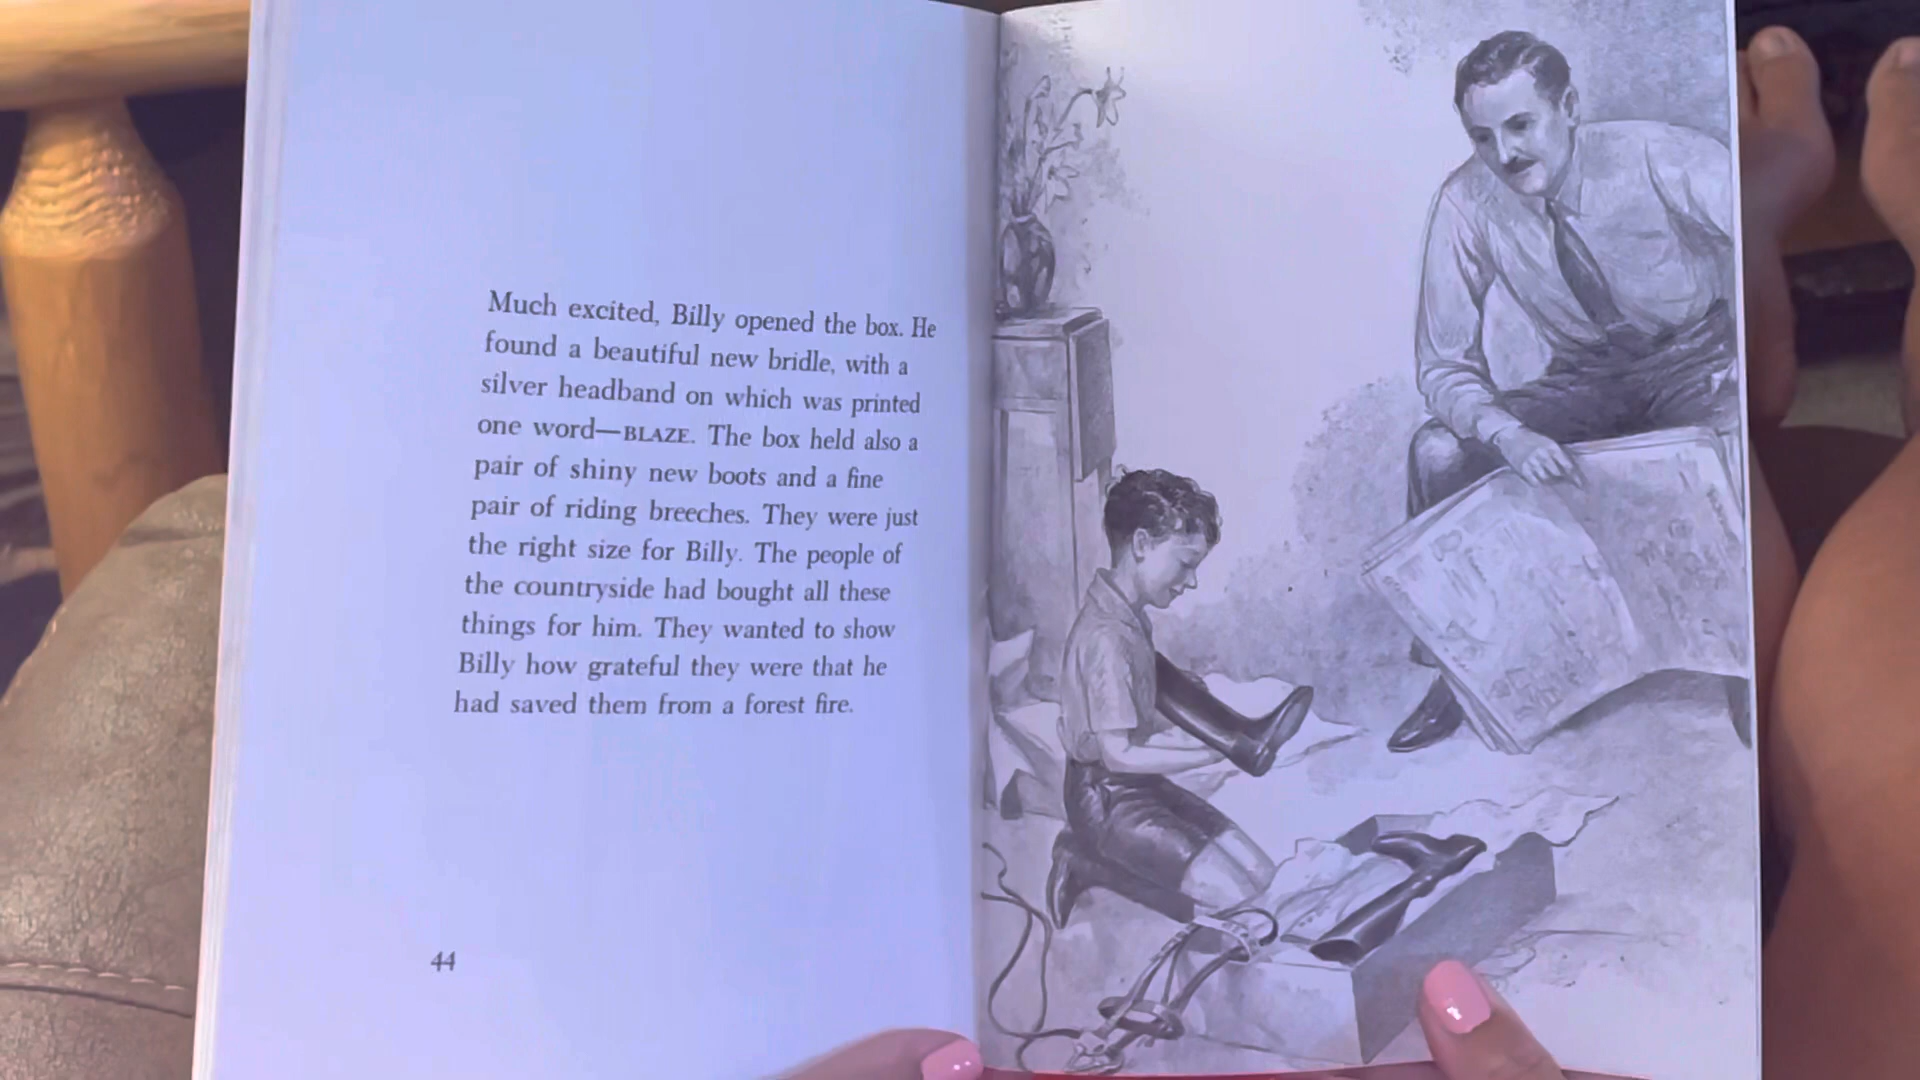 Much excited, Billy opened the box. He
found a beautiful new bridle, with a
silver headband on which was printed
one word—BLAZE. The box held also a
pair of shiny new boots and a fine
pair of riding breeches. They were just
the right size for Billy. The people of
the countryside had bought all these
things for him. They wanted to show
Billy how grateful they were that he
had saved them from a forest fire.
44